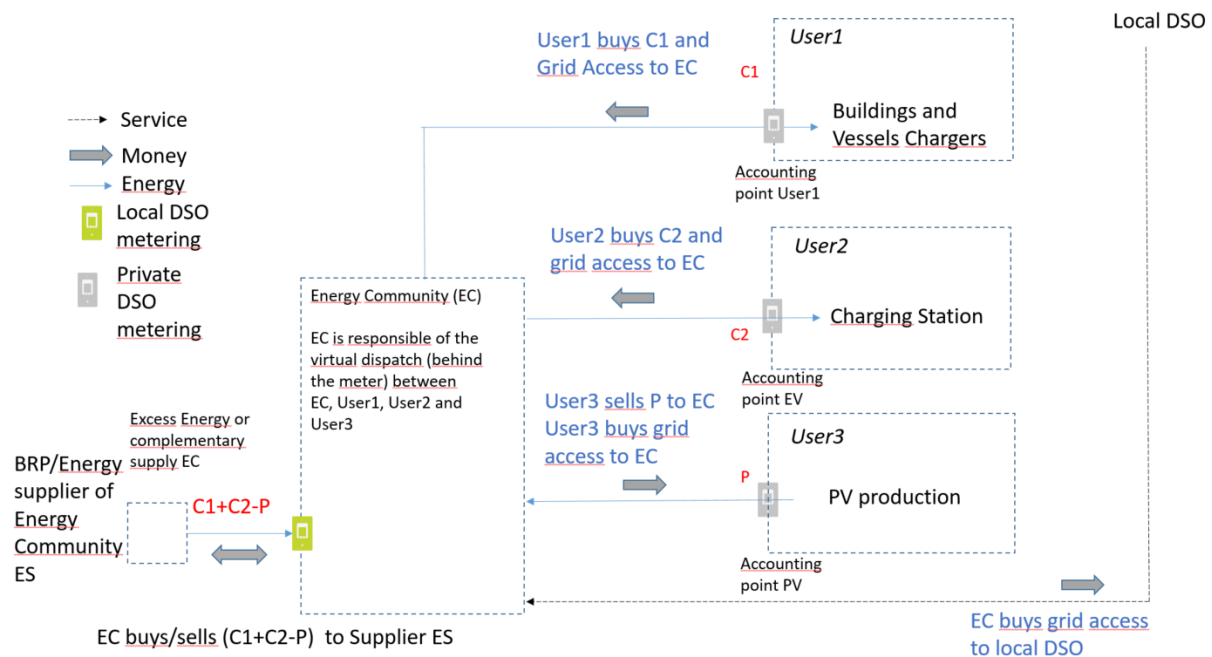 Local DSO
User1 buys C1 and
Grid Access to EC
User1
C1
Buildings and
Vessels Chargers
Accounting
point User1
Service
Money
Energy
Local DSO
metering
Private
DSO
metering
User2 buys C2 and
grid access to EC
User2
Charging Station
C2
Accounting
point EV
Energy Community (EC)
EC is responsible of the
virtual dispatch (behind
the meter) between
EC, User1, User2 and
User3
User3 sells P to EC
User3 buys grid
access to EC
User3
P
PV production
Accounting
point PV
Excess Energy or
complementary
supply EC
BRP/Energy
supplier of
Energy
Community
ES
C1+C2-P
EC buys/sells (C1+C2-P) to Supplier ES
EC buys grid access
to local DSO